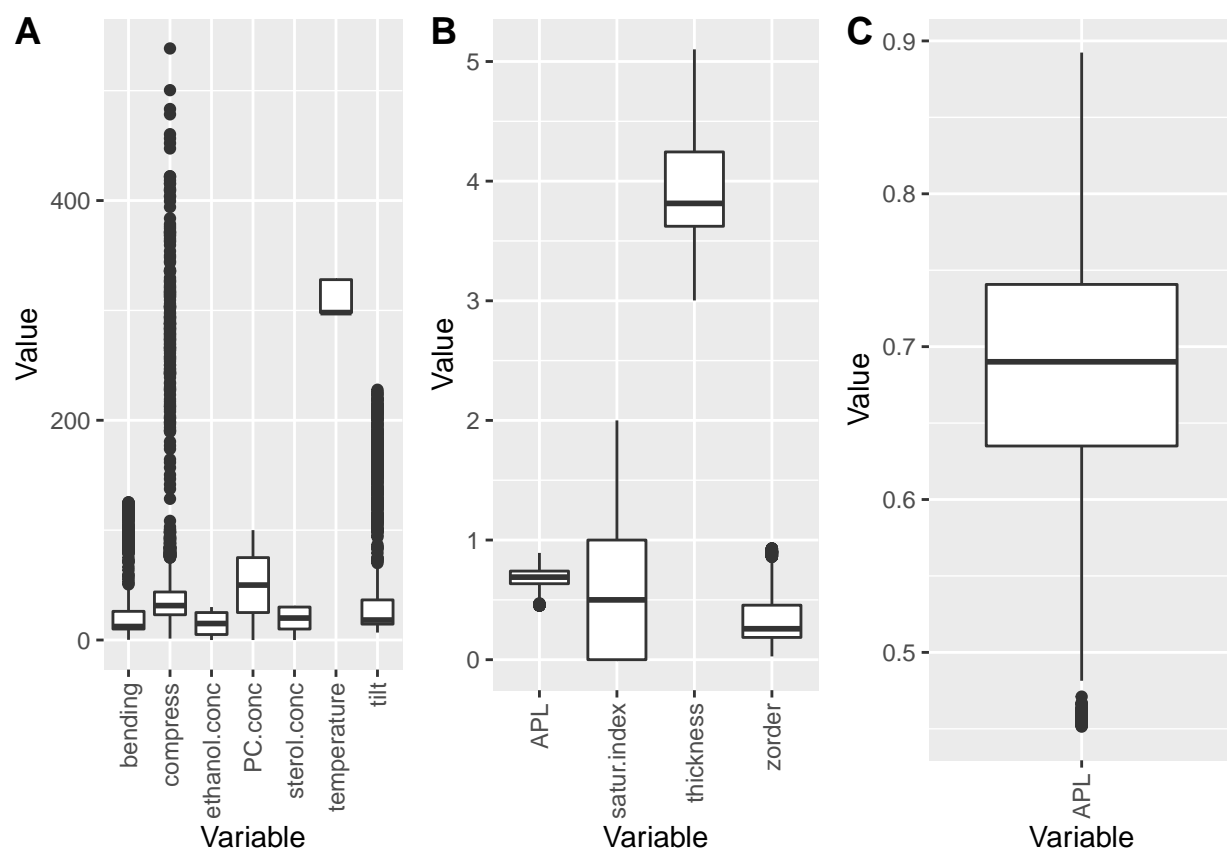 A
Value
400
200
0
bending
compress
ethanol.conc
PC.conc
sterol.conc
temperature
tilt
Variable
B
Value
5
4
3
2
1
0
APL
satur.index
thickness
zorder
Variable
C
Value
0.9
0.8
0.7
0.6
0.5
APL
Variable